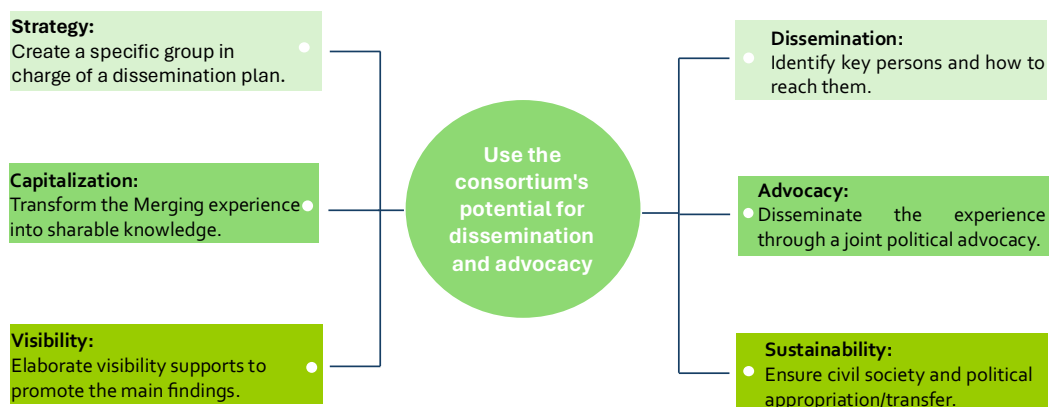 Strategy:
Create a specific group in
charge of a dissemination plan.
Capitalization:
Transform the Merging experience
into sharable knowledge.
Visibility:
Elaborate visibility supports to
promote the main findings.
Use the
consortium's
potential for
dissemination
and advocacy
Dissemination:
Identify key persons and how to
reach them.
Advocacy:
Disseminate the experience
through a joint political advocacy.
Sustainability:
Ensure civil society and political
appropriation/transfer.